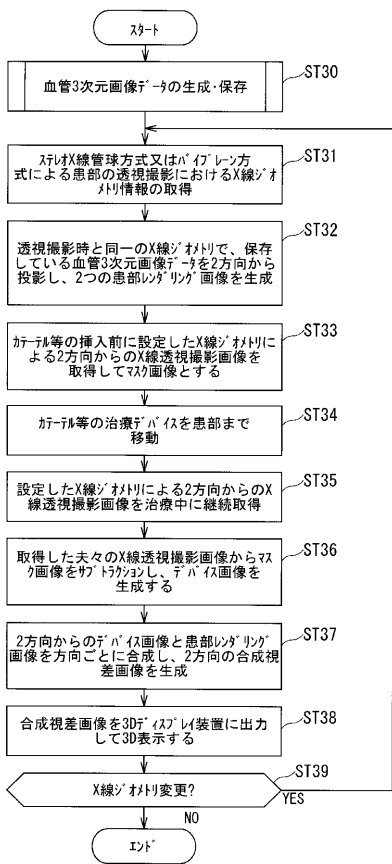 スタート
血管3次元画像データの生成・保存
ST30
ステレオX線管球方式又はバイプレーン方
式による患部の透視撮影におけるX線ジオ
メトリ情報の取得
ST31
透視撮影時と同一のX線ジオメトリで、保存
している血管3次元画像データを2方向から
投影し、2つの患部レンダリング画像を生成
ST32
カテーテル等の挿入前に設定したX線ジオメトリに
よる2方向からのX線透視撮影画像を
取得してマスク画像とする
ST33
カテーテル等の治療デバイスを患部まで
移動
ST34
設定したX線ジオメトリによる2方向からのX
線透視撮影画像を治療中に継続取得
ST35
取得した夫々のX線透視撮影画像からマス
ク画像をサブトラクションし、デバイス画像を
生成する
ST36
2方向からのデバイス画像と患部レンダリング
画像を方向ごとに合成し、2方向の合成視
差画像を生成
ST37
合成視差画像を3Dディスプレイ装置に出力
して3D表示する
ST38
X線ジオメトリ変更?
ST39
YES
NO
エンド